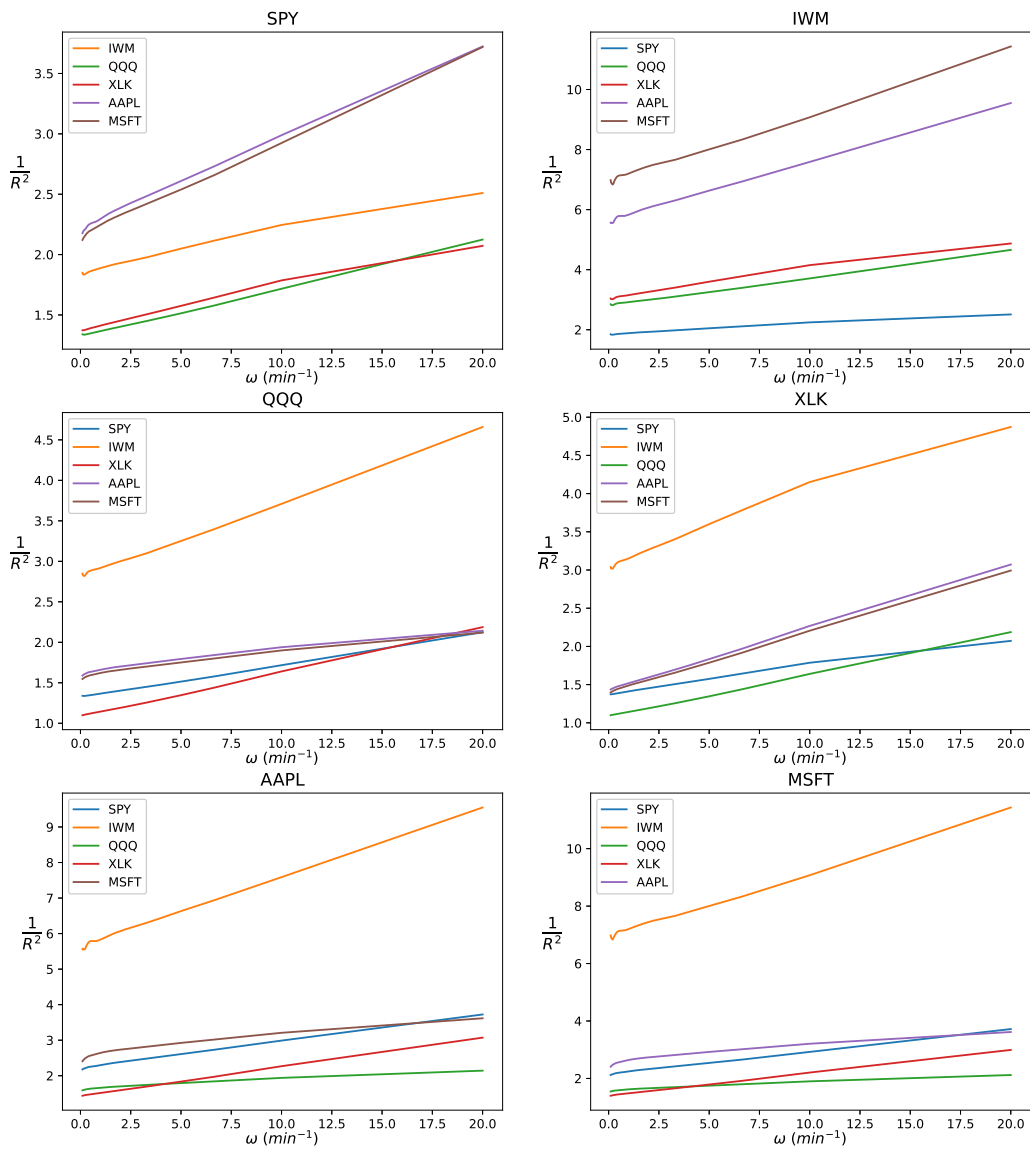 SPY
IWM
QQQ
XLK
AAPL
MSFT
3.5
3.0
2.5
2.0
1.5
1
R²
0.0 2.5 5.0 7.5 10.0 12.5 15.0 17.5 20.0
ω (min⁻¹)
IWM
SPY
QQQ
XLK
AAPL
MSFT
10
8
6
4
2
1
R²
0.0 2.5 5.0 7.5 10.0 12.5 15.0 17.5 20.0
ω (min⁻¹)
QQQ
SPY
IWM
XLK
AAPL
MSFT
4.5
4.0
3.5
3.0
2.5
2.0
1.5
1.0
1
R²
0.0 2.5 5.0 7.5 10.0 12.5 15.0 17.5 20.0
ω (min⁻¹)
XLK
SPY
IWM
QQQ
AAPL
MSFT
5.0
4.5
4.0
3.5
3.0
2.5
2.0
1.5
1.0
1
R²
0.0 2.5 5.0 7.5 10.0 12.5 15.0 17.5 20.0
ω (min⁻¹)
AAPL
SPY
IWM
QQQ
XLK
MSFT
9
8
7
6
5
4
3
2
1
R²
0.0 2.5 5.0 7.5 10.0 12.5 15.0 17.5 20.0
ω (min⁻¹)
MSFT
SPY
IWM
QQQ
XLK
AAPL
10
8
6
4
2
1
R²
0.0 2.5 5.0 7.5 10.0 12.5 15.0 17.5 20.0
ω (min⁻¹)